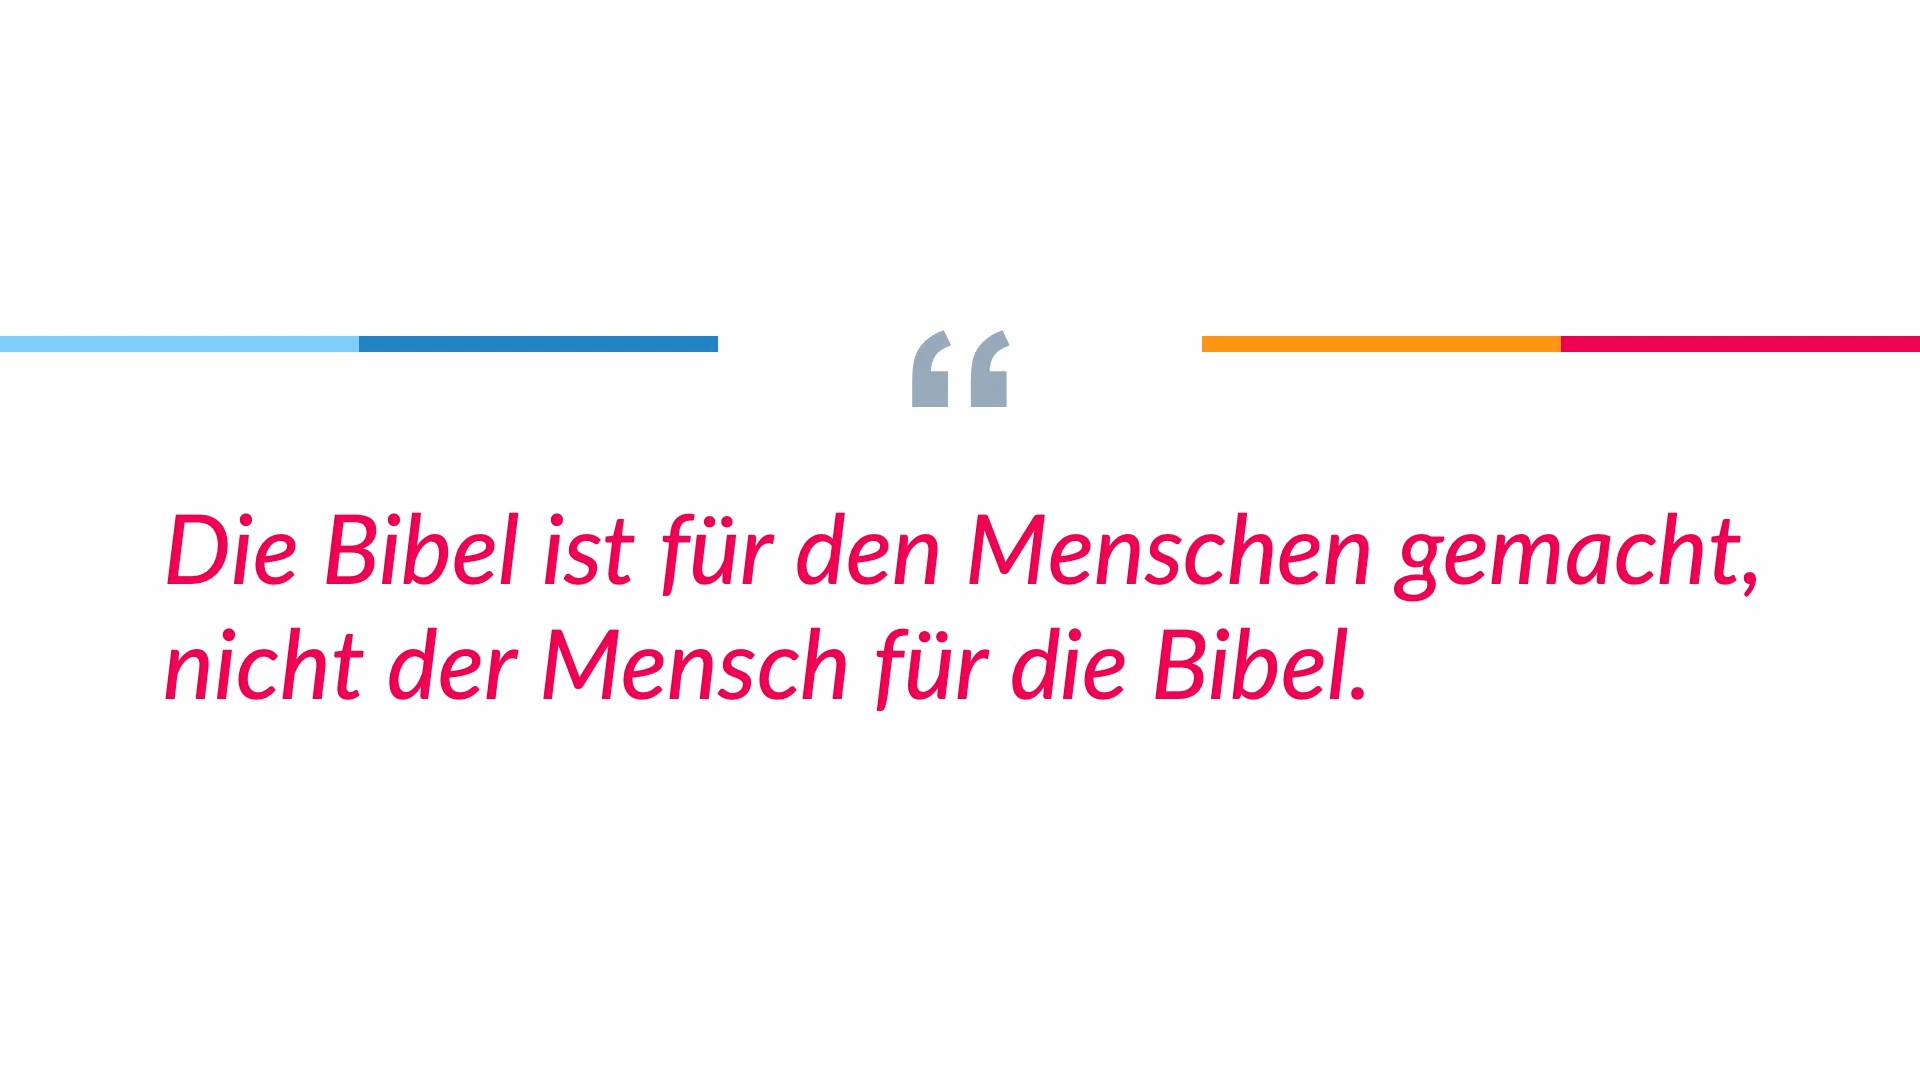 “
Die Bibel ist für den Menschen gemacht,
nicht der Mensch für die Bibel.